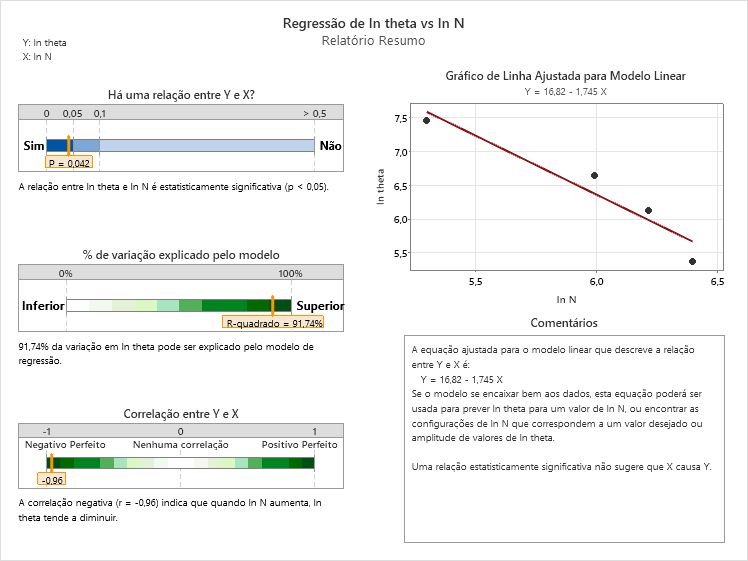 Regressão de ln theta vs ln N
Relatório Resumo
Y: ln theta
X: ln N
Há uma relação entre Y e X?
0 0,05 0,1 > 0,5
Sim Não
P = 0,042
A relação entre ln theta e ln N é estatisticamente significativa (p < 0,05).
% de variação explicado pelo modelo
0% 100%
Inferior Superior
R-quadrado = 91,74%
91,74% da variação em ln theta pode ser explicado pelo modelo de
regressão.
Correlação entre Y e X
-1 0 1
Negativo Perfeito Nenhuma correlação Positivo Perfeito
-0,96
A correlação negativa (r = -0,96) indica que quando ln N aumenta, ln
theta tende a diminuir.
Gráfico de Linha Ajustada para Modelo Linear
Y = 16,82 - 1,745 X
7,5
7,0
6,5
6,0
5,5
ln theta
5,5 6,0 6,5
ln N
Comentários
A equação ajustada para o modelo linear que descreve a relação
entre Y e X é:
Y = 16,82 - 1,745 X
Se o modelo se encaixar bem aos dados, esta equação poderá ser
usada para prever ln theta para um valor de ln N, ou encontrar as
configurações de ln N que correspondem a um valor desejado ou
amplitude de valores de ln theta.
Uma relação estatisticamente significativa não sugere que X causa Y.